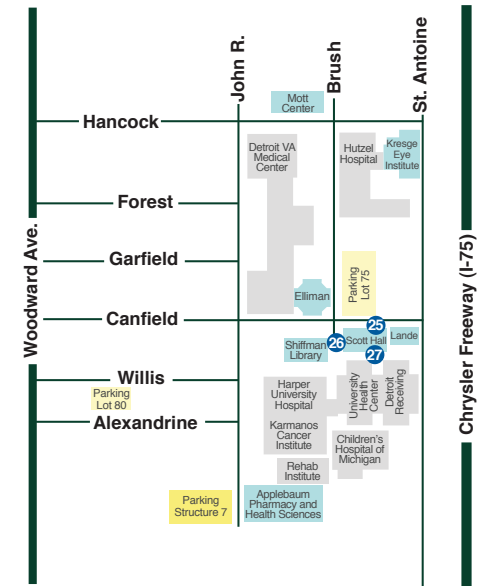 John R.
Brush
St. Antoine
Mott
Center
Hancock
Detroit VA
Medical
Center
Hutzel
Hospital
Kresge
Eye
Institute
Forest
Woodward Ave.
Garfield
Parking
Lot 75
Chrysler Freeway (I-75)
Elliman
Canfield
25
26
Scott Hall
Lande
Shiffman
Library
27
Willis
Parking
Lot 80
Harper
University
Hospital
University
Health
Center
Detroit
Receiving
Alexandrine
Karmanos
Cancer
Institute
Children's
Hospital of
Michigan
Rehab
Institute
Parking
Structure 7
Applebaum
Pharmacy and
Health Sciences